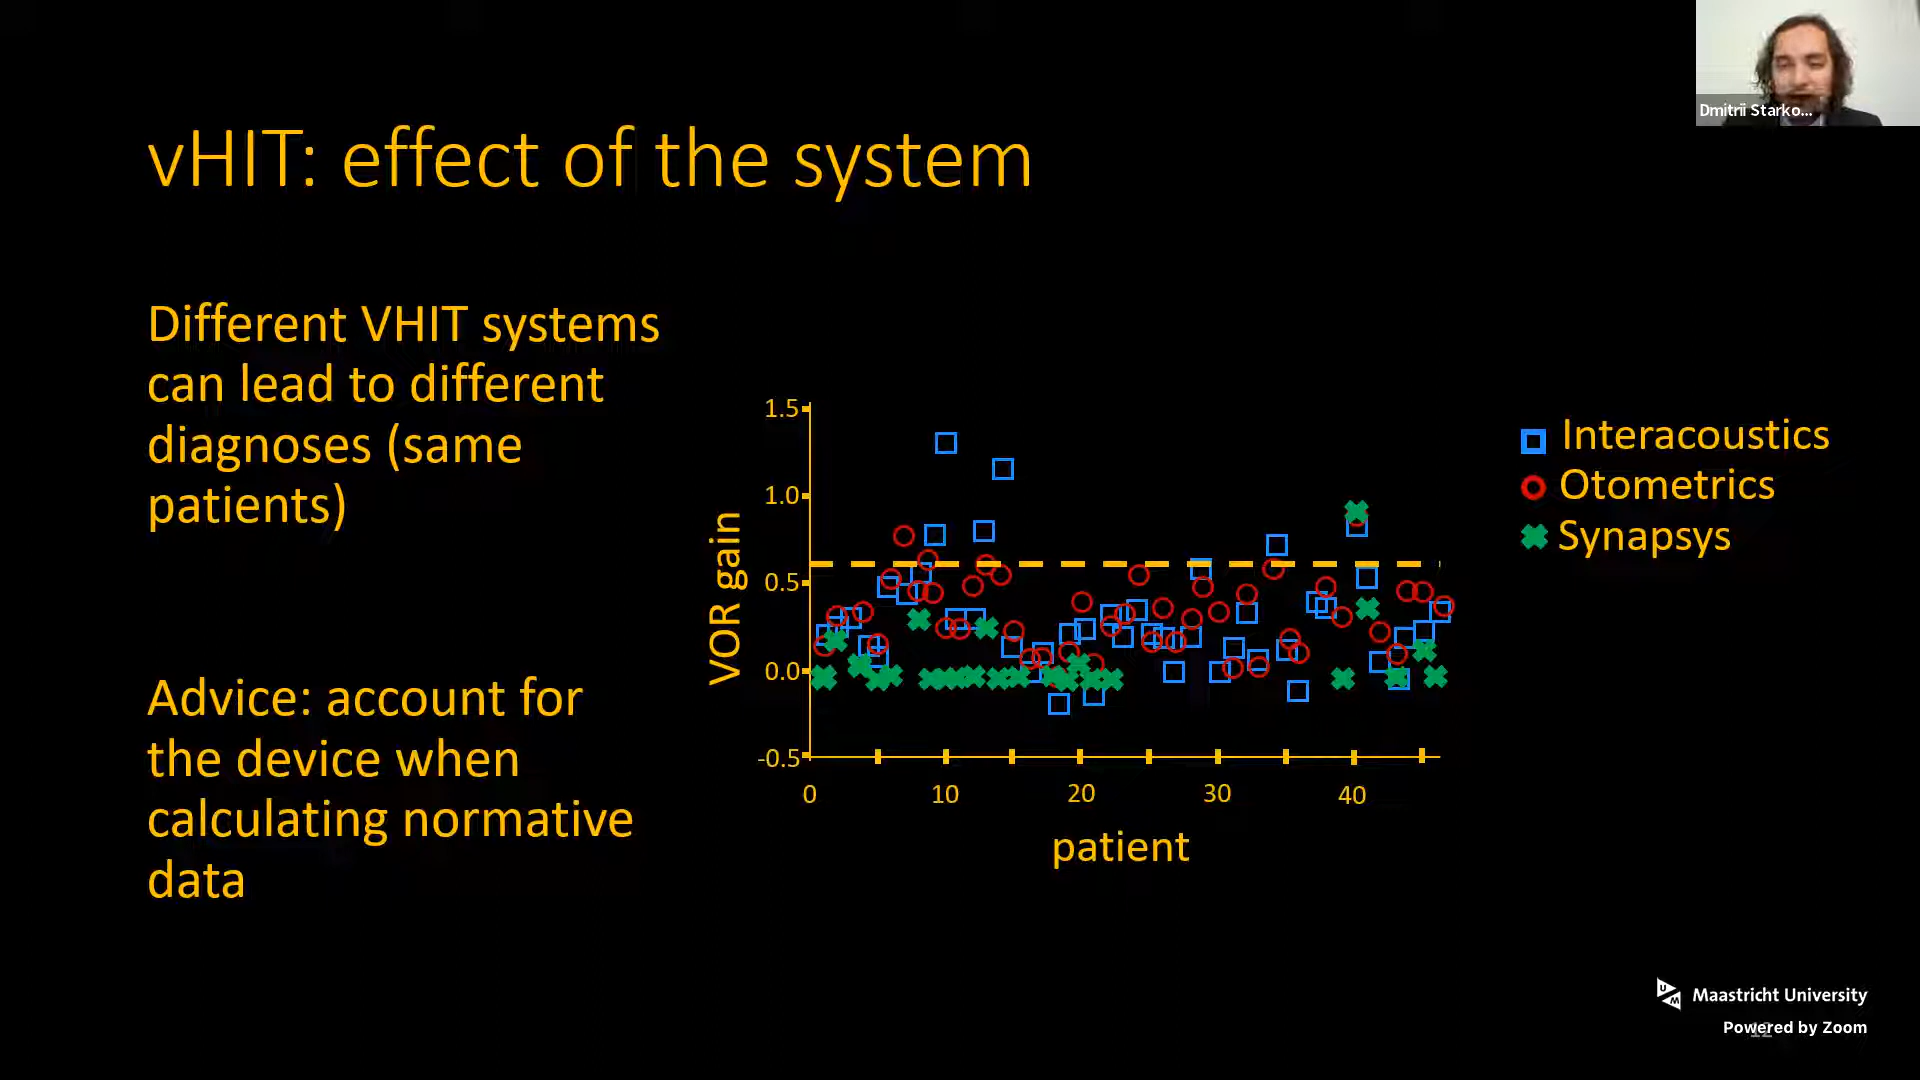 Dmitrii Starko...
vHIT: effect of the system
Different VHIT systems
can lead to different
diagnoses (same
patients)
Advice: account for
the device when
calculating normative
data
VOR gain
1.5
1.0
0.5
0.0
-0.5
0
10
20
30
40
patient
Interacoustics
Otometrics
Synapsys
UM
Maastricht University
Powered by Zoom
12